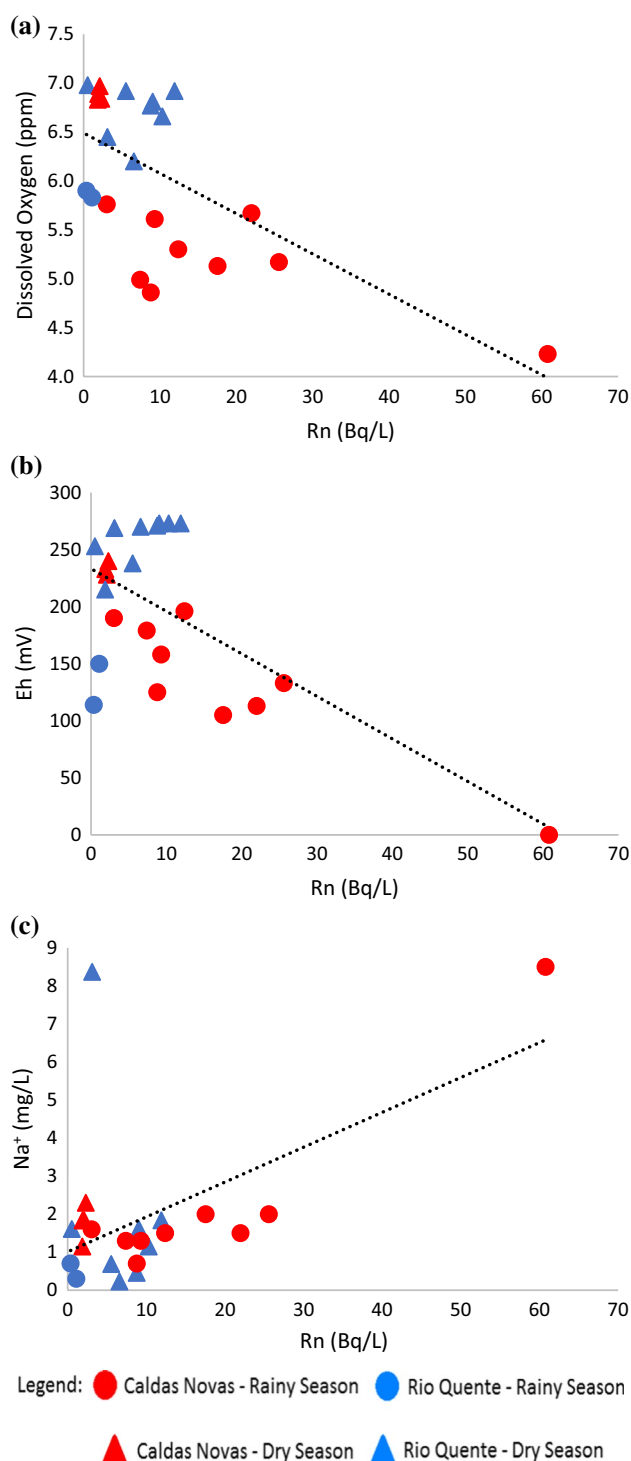 (a)
7.5
7.0
6.5
6.0
5.5
5.0
4.5
4.0
Dissolved Oxygen (ppm)
0 10 20 30 40 50 60 70
Rn (Bq/L)
(b)
300
250
200
150
100
50
0
Eh (mV)
0 10 20 30 40 50 60 70
Rn (Bq/L)
(c)
9
8
7
6
5
4
3
2
1
0
Na⁺ (mg/L)
0 10 20 30 40 50 60 70
Rn (Bq/L)
Legend: Caldas Novas - Rainy Season Rio Quente - Rainy Season
Caldas Novas - Dry Season Rio Quente - Dry Season